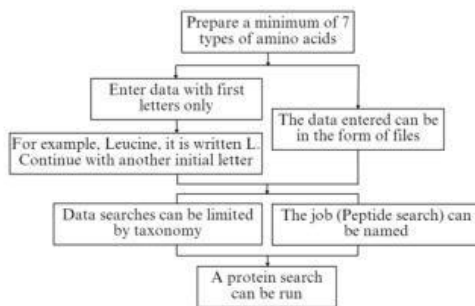 Prepare a minimum of 7
types of amino acids
Enter data with first
letters only
For example, Leucine, it is written L.
Continue with another initial letter
The data entered can be
in the form of files
Data searches can be limited
by taxonomy
The job (Peptide search) can
be named
A protein search
can be run